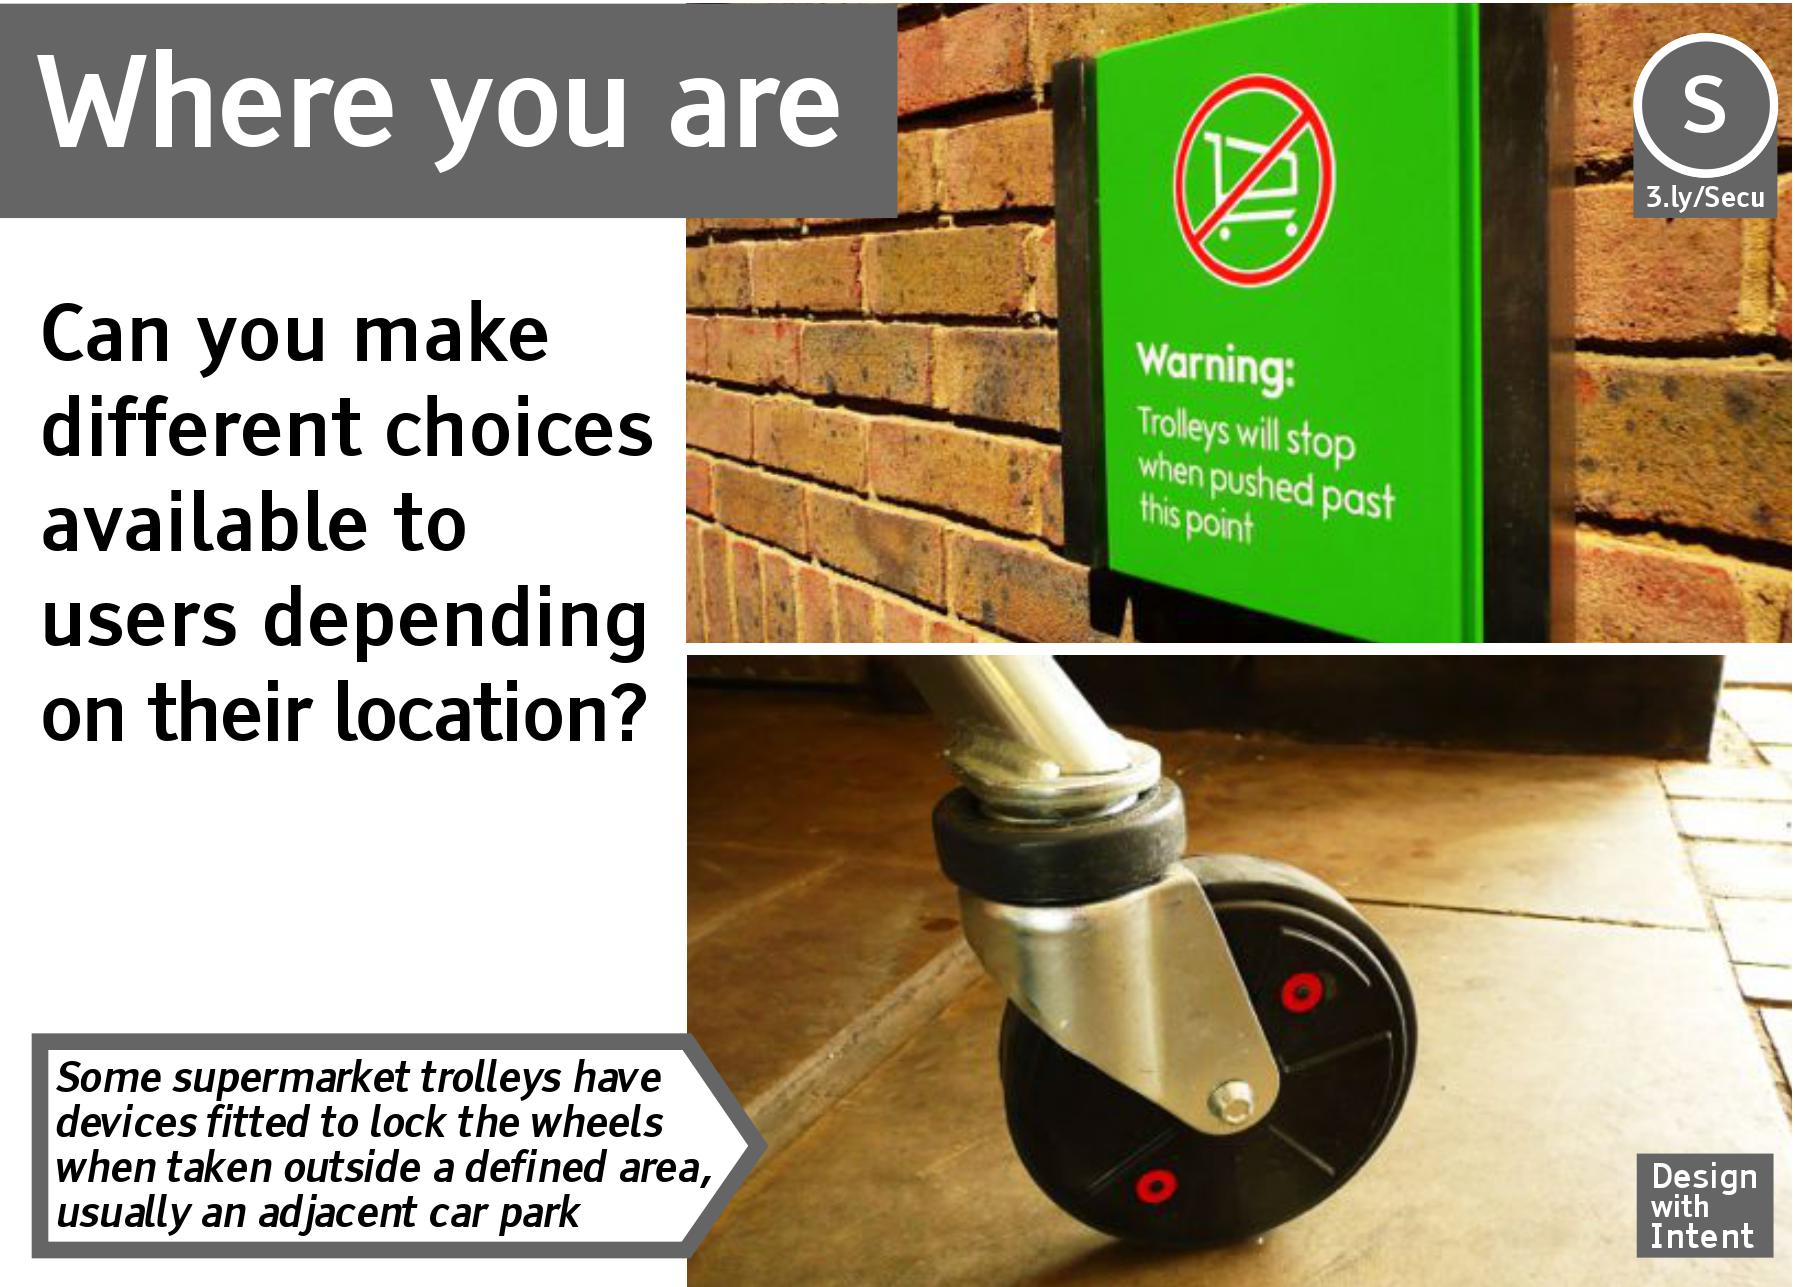 Where you are
S
3.ly/Secu
Can you make
different choices
available to
users depending
on their location?
Warning:
Trolleys will stop
when pushed past
this point
Some supermarket trolleys have
devices fitted to lock the wheels
when taken outside a defined area,
usually an adjacent car park
Design
with
Intent